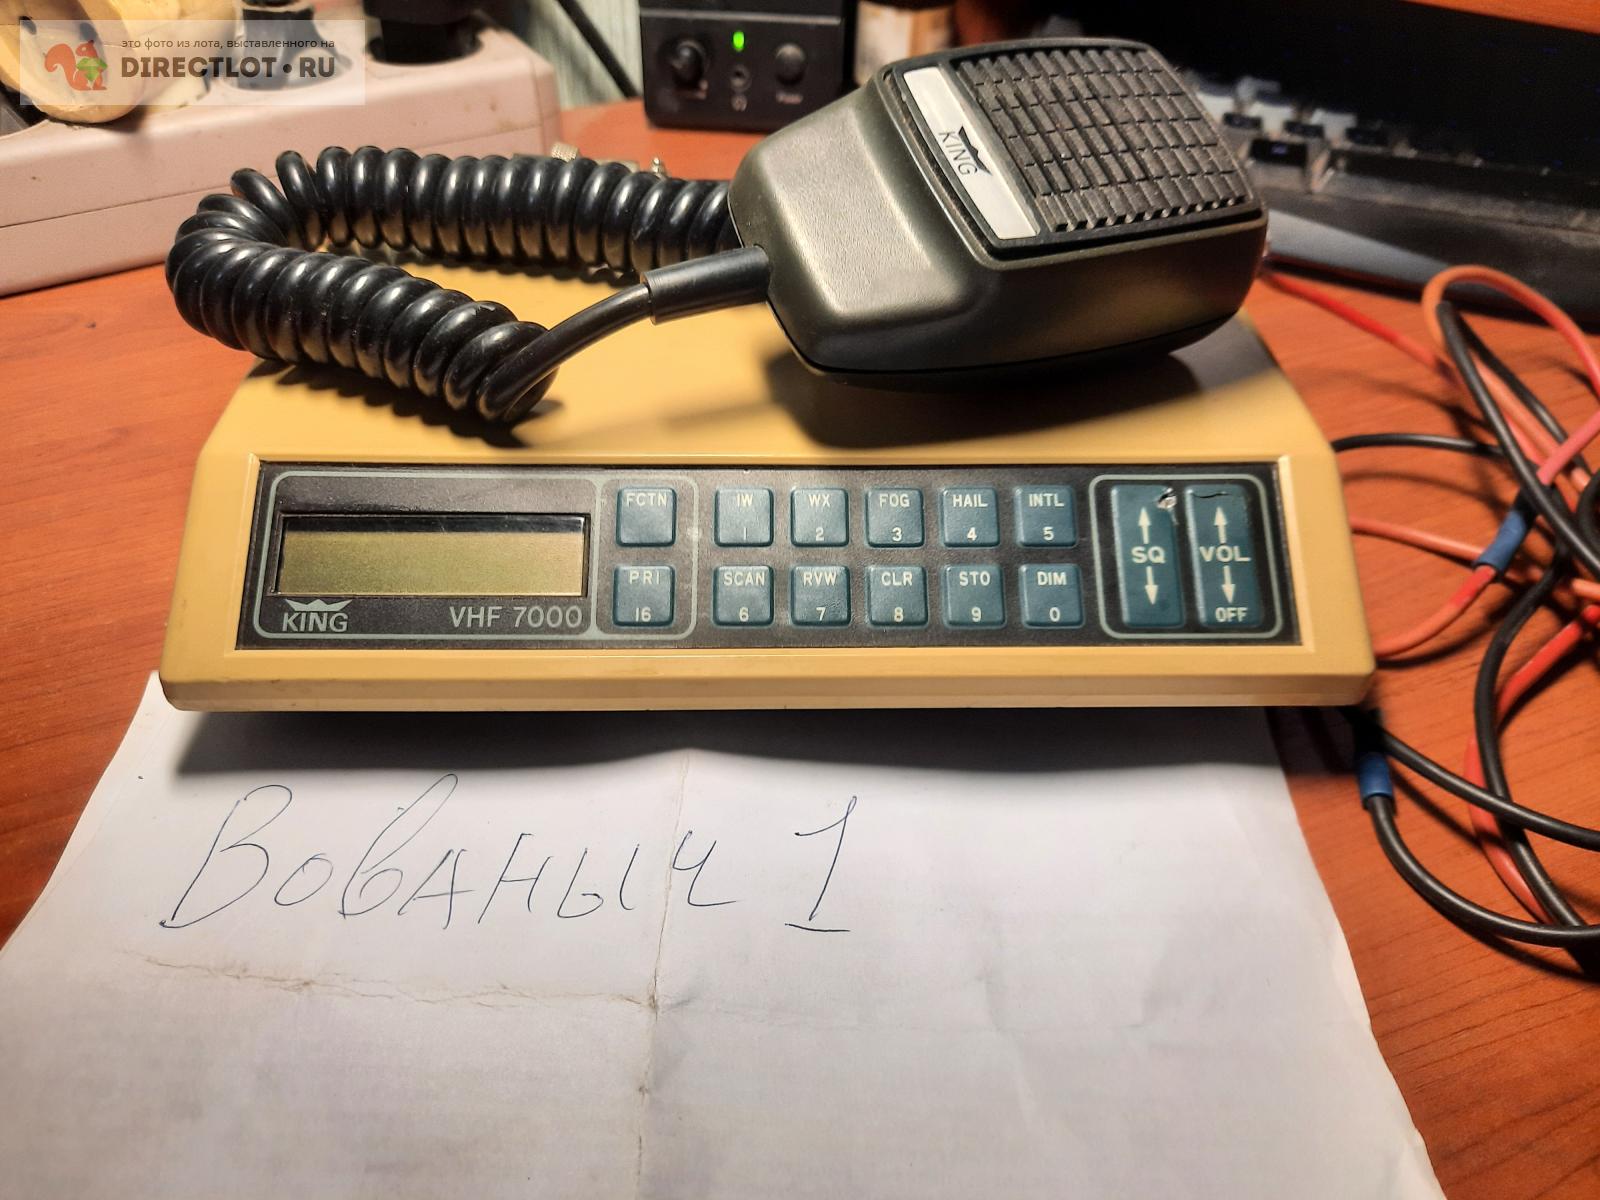 это фото из лота, выставленного на
DIRECTLOT.RU
KING
FCTN
IW
WX
FOG
HAIL
INTL
1
2
3
4
5
SQ
VOL
OFF
PRI
SCAN
RVW
CLR
STO
DIM
16
6
7
8
9
0
KING
VHF 7000
Вованыч 1